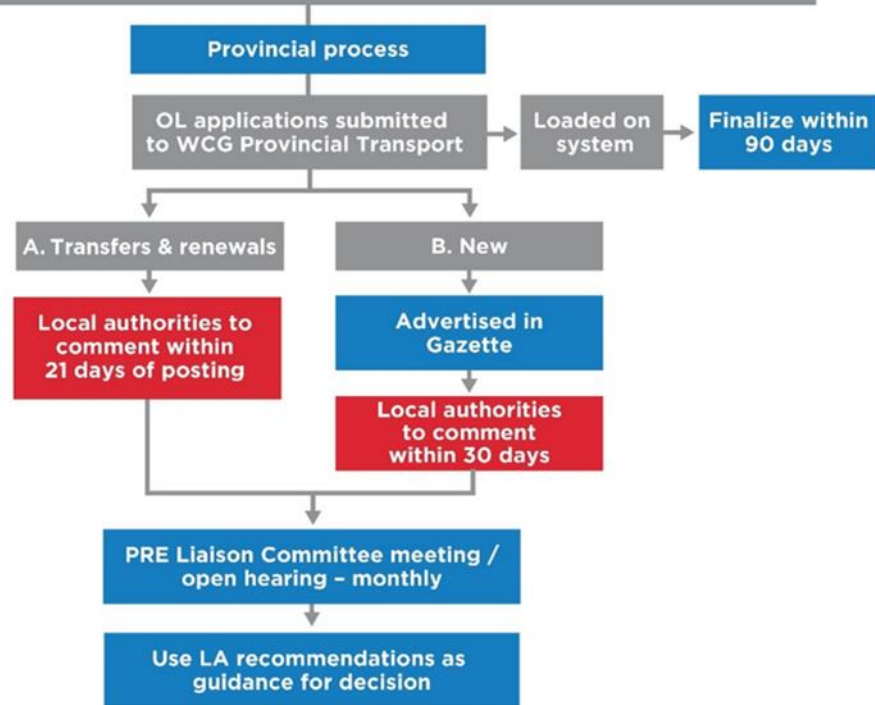 Provincial process
OL applications submitted
to WCG Provincial Transport
Loaded on
system
Finalize within
90 days
A. Transfers & renewals
B. New
Local authorities to
comment within
21 days of posting
Advertised in
Gazette
Local authorities
to comment
within 30 days
PRE Liaison Committee meeting /
open hearing – monthly
Use LA recommendations as
guidance for decision